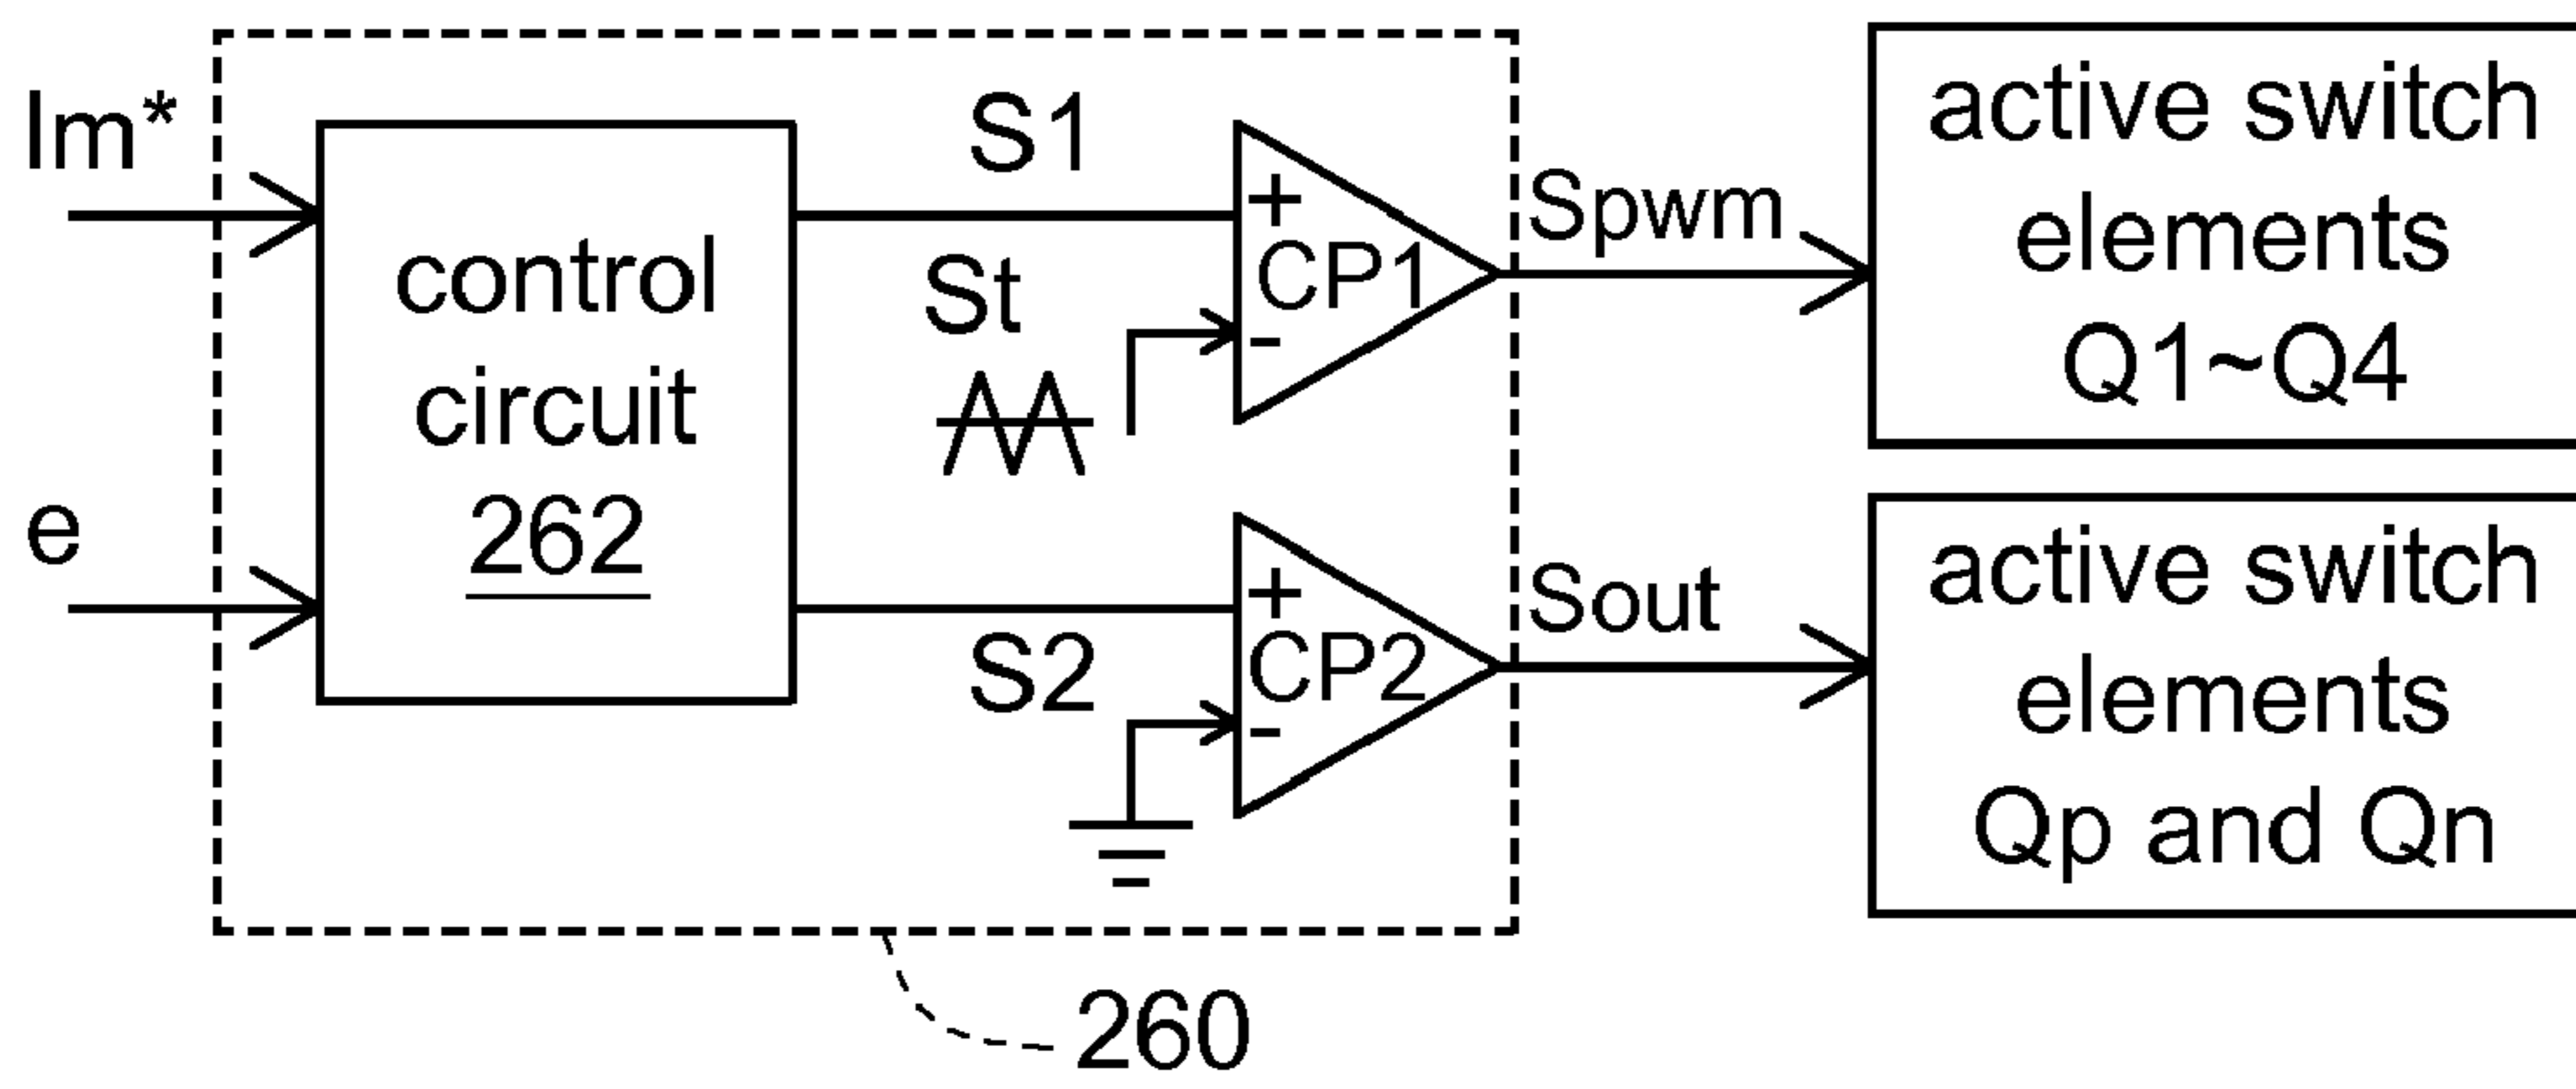 Im*
e
control
circuit
262
S1
St
S2
+
CP1
-
+
CP2
-
Spwm
Sout
active switch
elements
Q1~Q4
active switch
elements
Qp and Qn
260